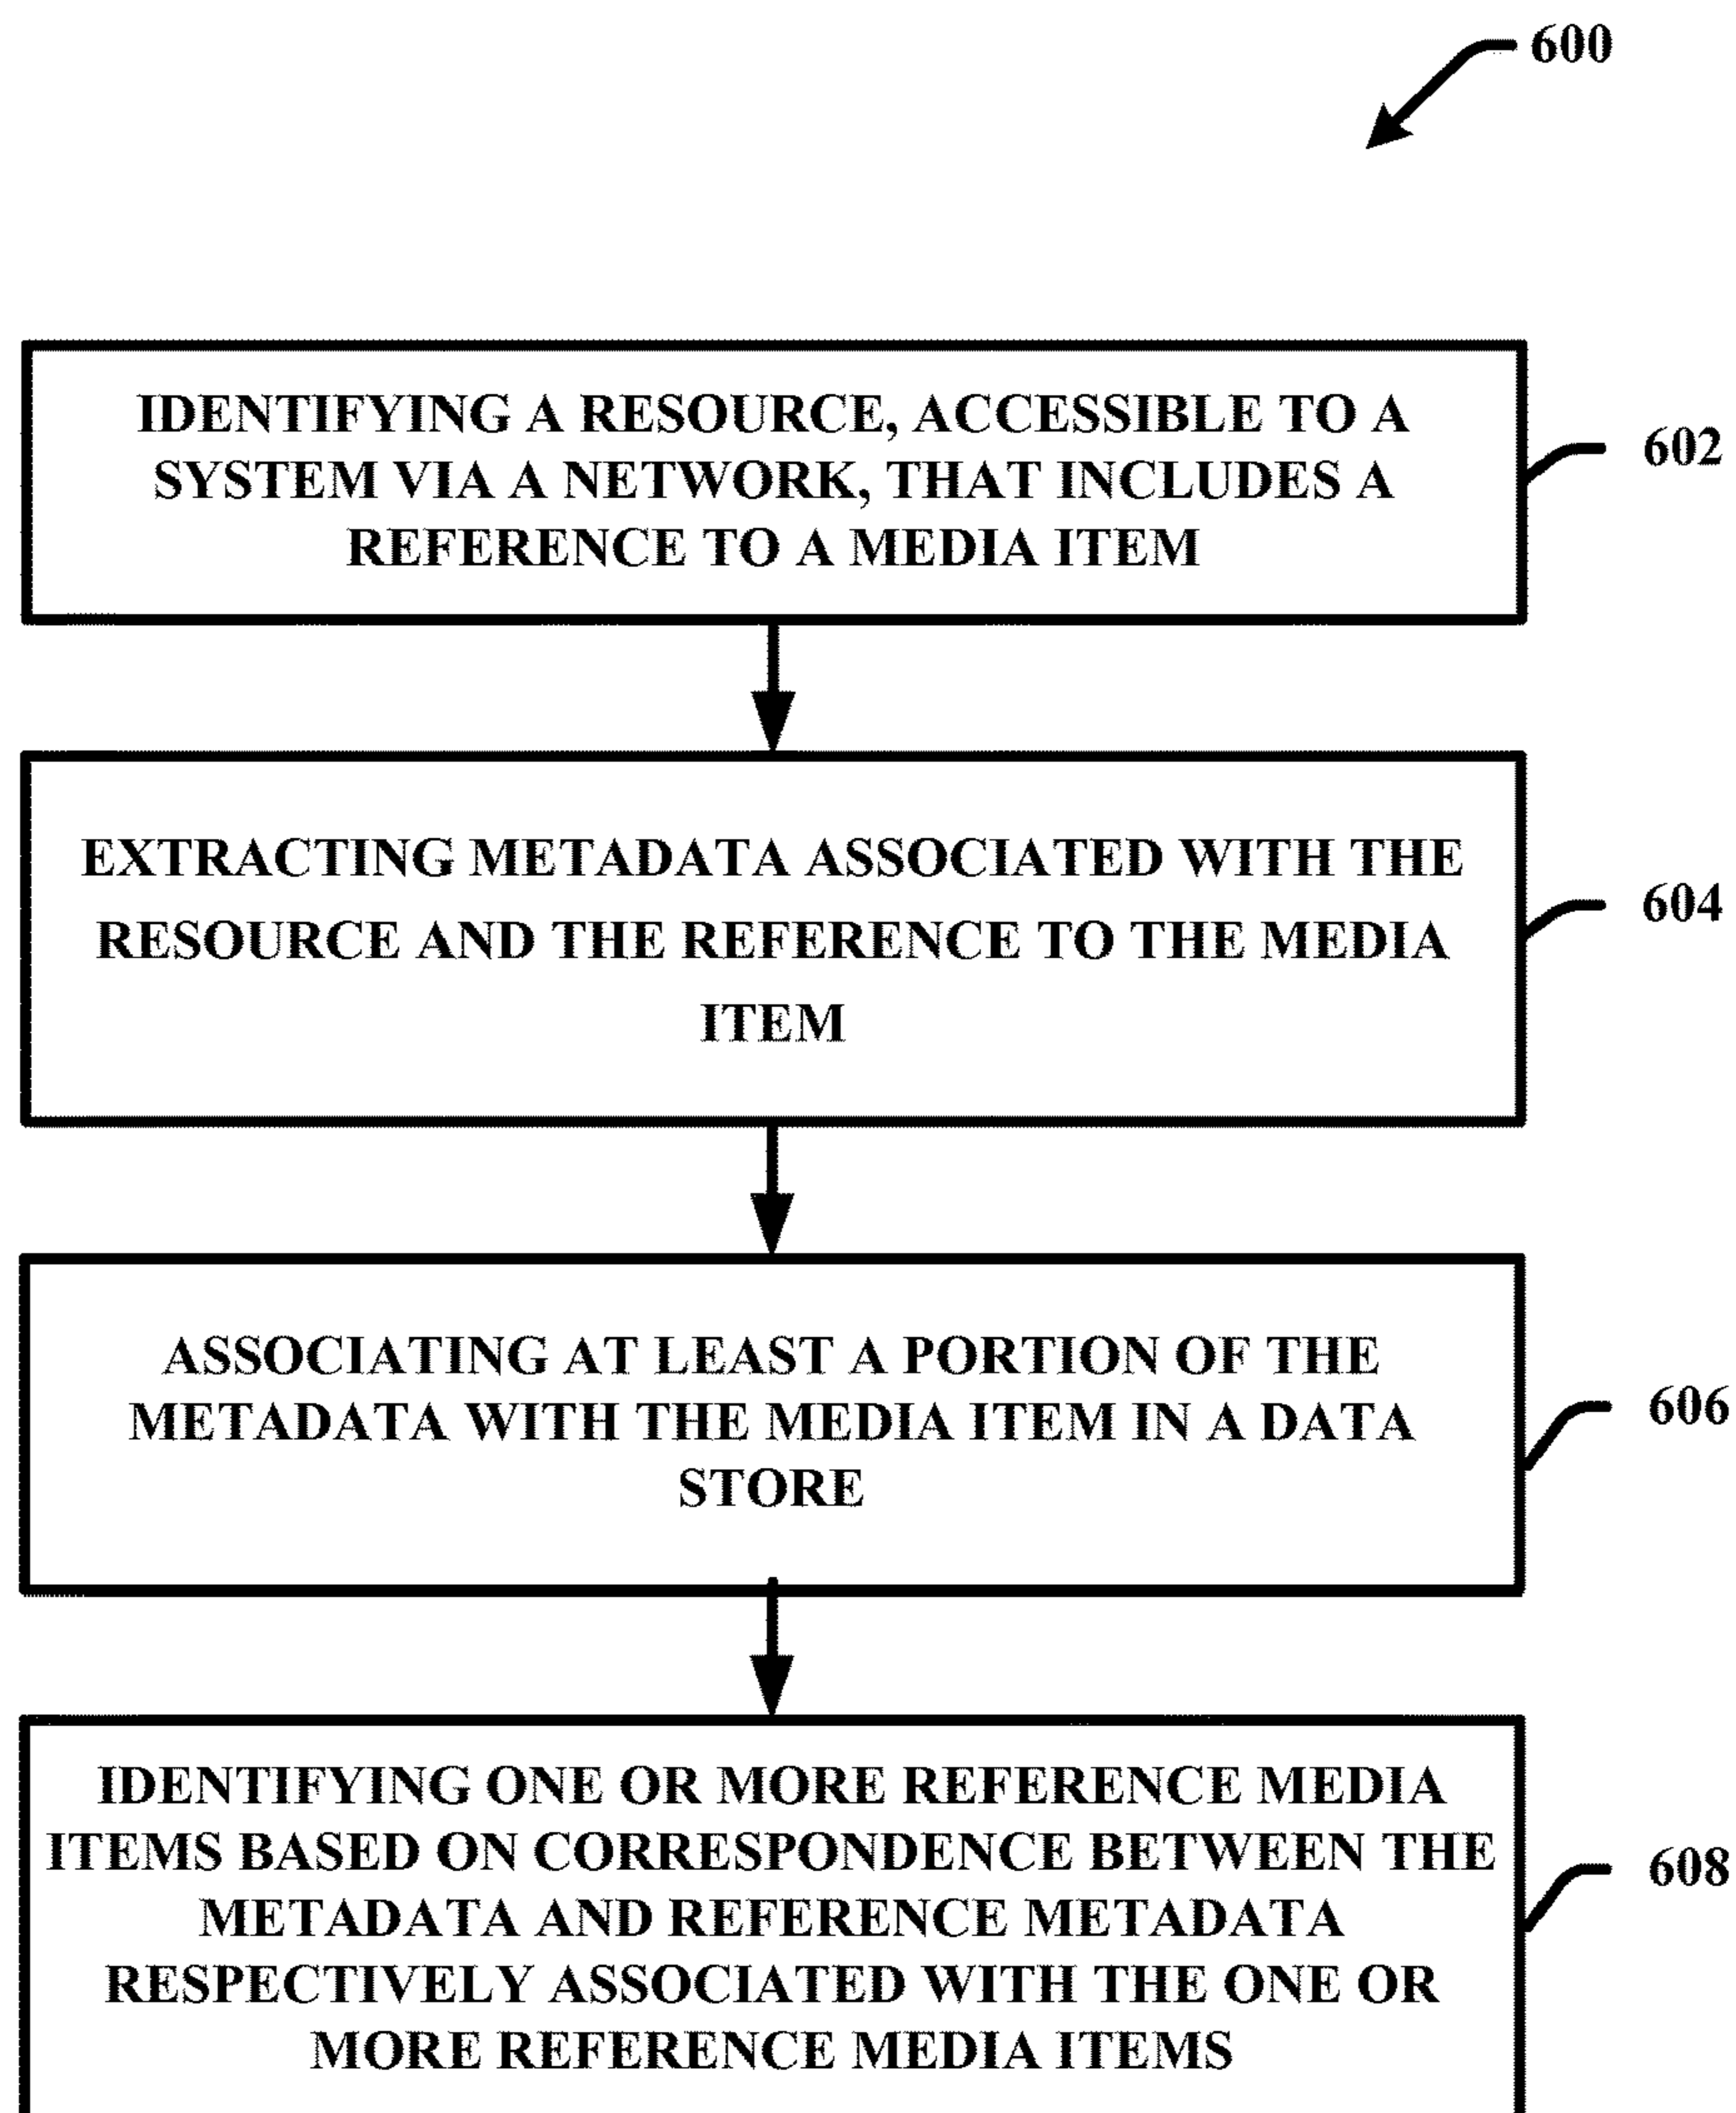 600
IDENTIFYING A RESOURCE, ACCESSIBLE TO A
SYSTEM VIA A NETWORK, THAT INCLUDES A
REFERENCE TO A MEDIA ITEM
602
EXTRACTING METADATA ASSOCIATED WITH THE
RESOURCE AND THE REFERENCE TO THE MEDIA
ITEM
604
ASSOCIATING AT LEAST A PORTION OF THE
METADATA WITH THE MEDIA ITEM IN A DATA
STORE
606
IDENTIFYING ONE OR MORE REFERENCE MEDIA
ITEMS BASED ON CORRESPONDENCE BETWEEN THE
METADATA AND REFERENCE METADATA
RESPECTIVELY ASSOCIATED WITH THE ONE OR
MORE REFERENCE MEDIA ITEMS
608